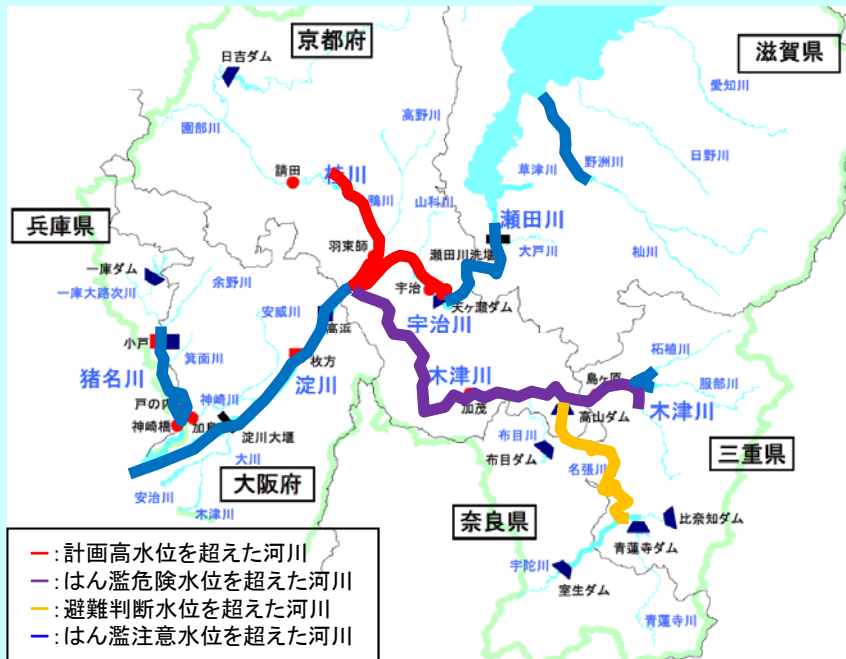 京都府
滋賀県
日吉ダム
愛知川
高野川
園部川
請田
桂川
草津川
野洲川
日野川
鴨川
山科川
瀬田川
兵庫県
羽束師
瀬田川洗堰
大戸川
杣川
一庫ダム
余野川
宇治
一庫大路次川
安威川
天ヶ瀬ダム
高浜
宇治川
小戸
箕面川
枚方
淀川
猪名川
木津川
島ヶ原
柘植川
服部川
戸の内
神崎川
加茂
高山ダム
木津川
神崎橋
加島
淀川大堰
布目川
大川
布目ダム
名張川
三重県
安治川
大阪府
木津川
奈良県
比奈知ダム
青蓮寺ダム
宇陀川
室生ダム
青蓮寺川
ー:計画高水位を超えた河川
ー:はん濫危険水位を超えた河川
ー:避難判断水位を超えた河川
ー:はん濫注意水位を超えた河川